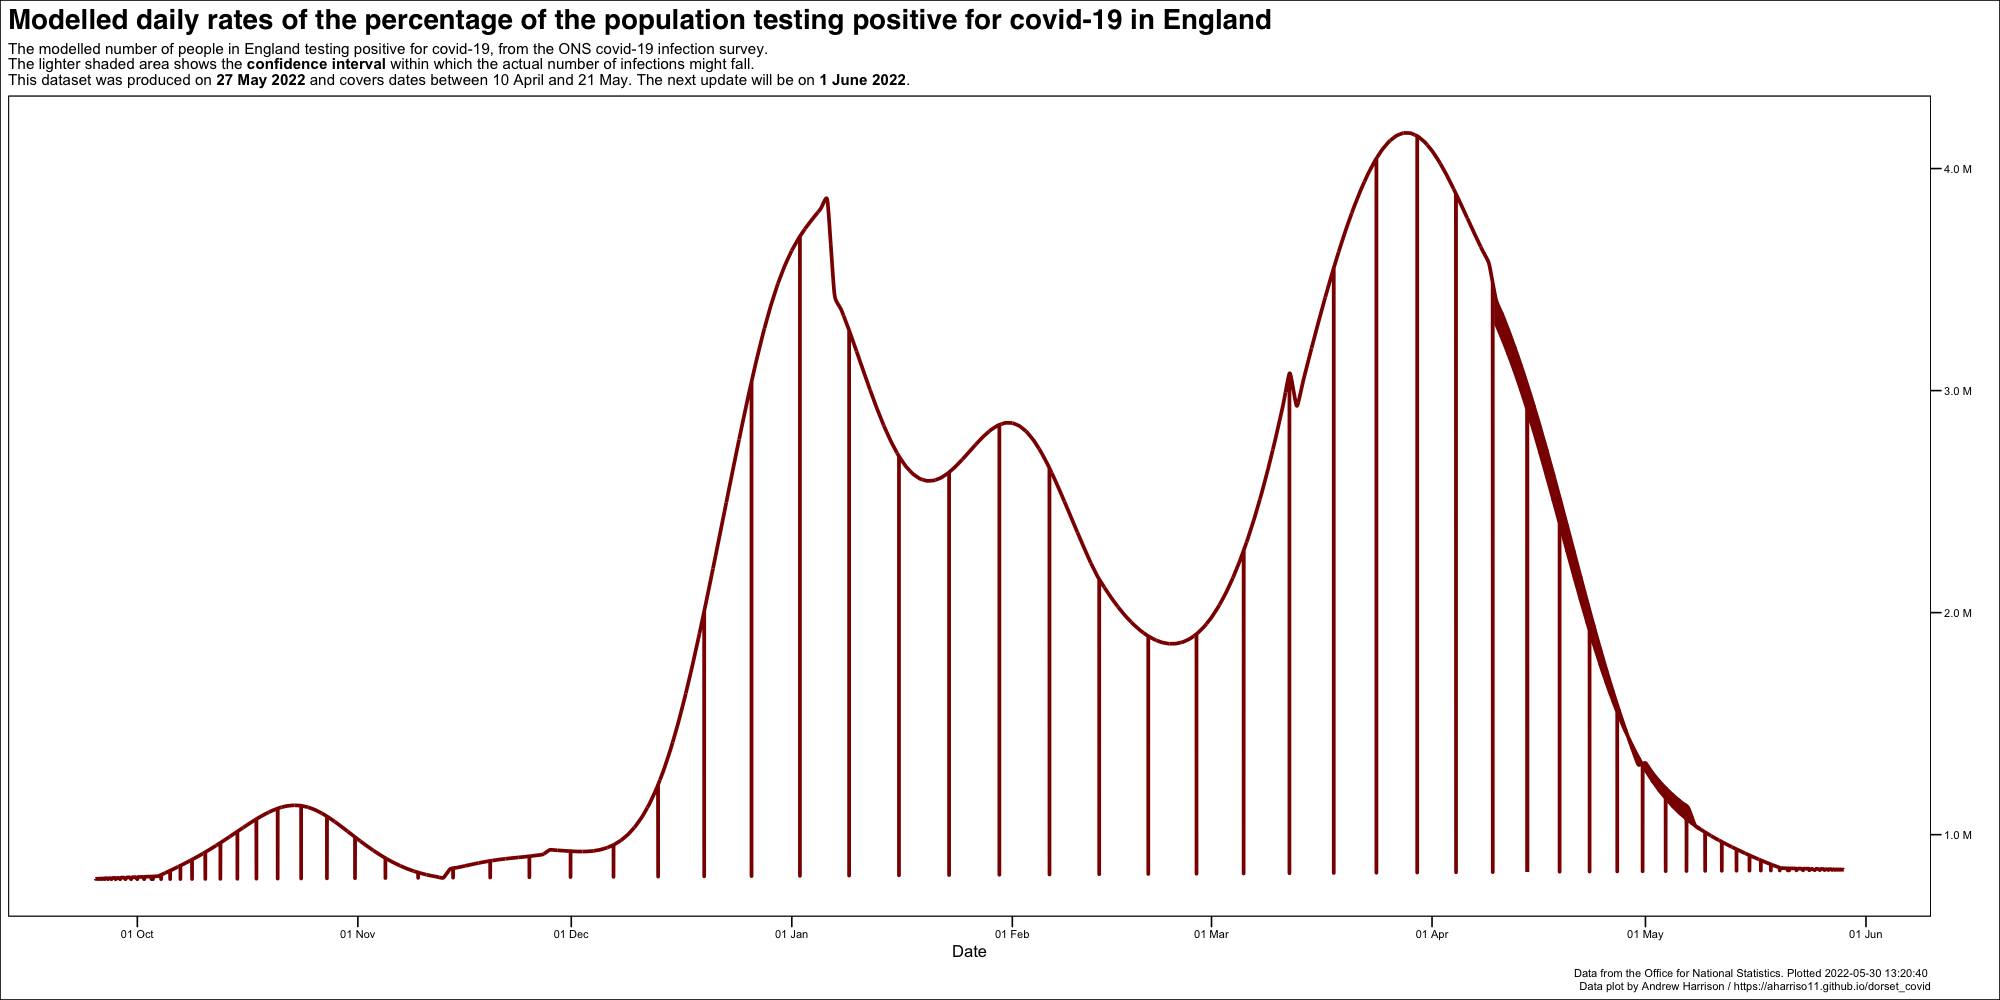 Modelled daily rates of the percentage of the population testing positive for covid-19 in England
The modelled number of people in England testing positive for covid-19, from the ONS covid-19 infection survey.
The lighter shaded area shows the confidence interval within which the actual number of infections might fall.
This dataset was produced on 27 May 2022 and covers dates between 10 April and 21 May. The next update will be on 1 June 2022.
4.0 M
3.0 M
2.0 M
1.0 M
01 Oct
01 Nov
01 Dec
01 Jan
01 Feb
01 Mar
01 Apr
01 May
01 Jun
Date
Data from the Office for National Statistics. Plotted 2022-05-30 13:20:40
Data plot by Andrew Harrison / https://aharriso11.github.io/dorset_covid